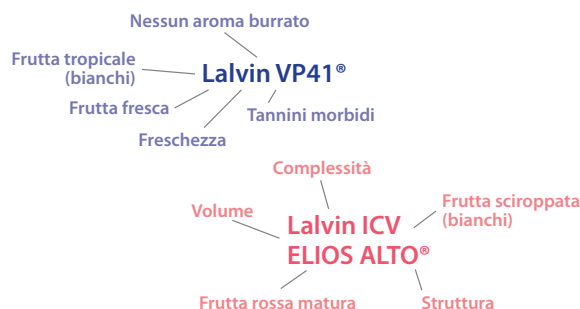 Nessun aroma burrato
Frutta tropicale
(bianchi)
Lalvin VP41®
Frutta fresca
Tannini morbidi
Freschezza
Complessità
Volume
Frutta sciroppata
(bianchi)
Lalvin ICV
ELIOS ALTO®
Frutta rossa matura
Struttura